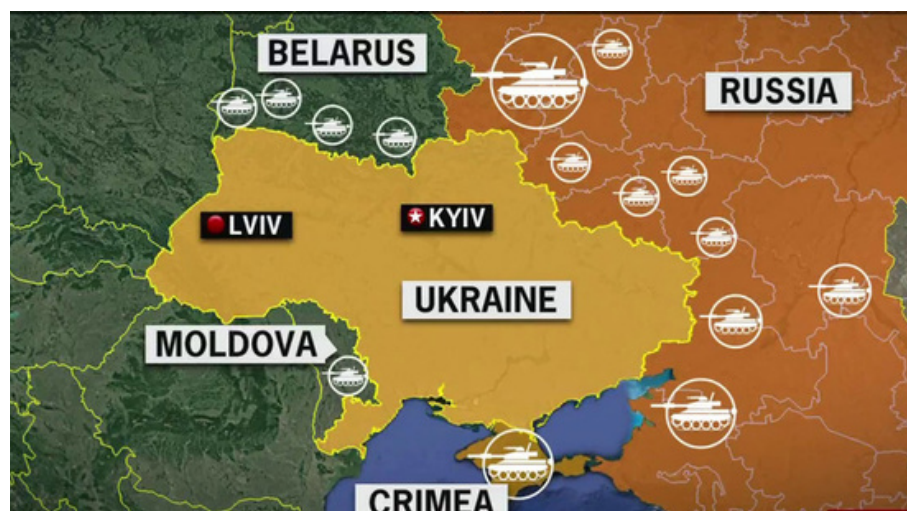 BELARUS
RUSSIA
LVIV
KYIV
UKRAINE
MOLDOVA
CRIMEA